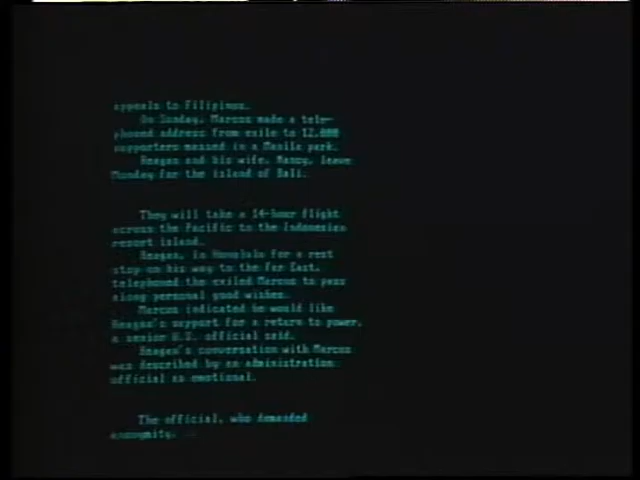 appeals to Filipinos.
On Sunday, Marcos made a tele-
phoned address from exile to 12,000
supporters massed in a Manila park.
Reagan and his wife, Nancy, leave
Monday for the island of Bali.
They will take a 14-hour flight
across the Pacific to the Indonesian
resort island.
Reagan, in Honolulu for a rest
stop on his way to the Far East,
telephoned the exiled Marcos to pass
along personal good wishes.
Marcos indicated he would like
Reagan's support for a return to power,
a senior U.S. official said.
Reagan's conversation with Marcos
was described by an administration
official as emotional.
The official, who demanded
anonymity,